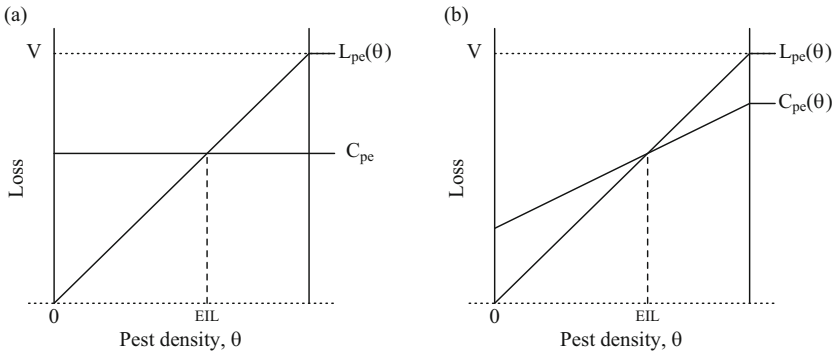 (a)
V
L_pe(θ)
C_pe
Loss
0
EIL
Pest density, θ
(b)
V
L_pe(θ)
C_pe(θ)
Loss
0
EIL
Pest density, θ